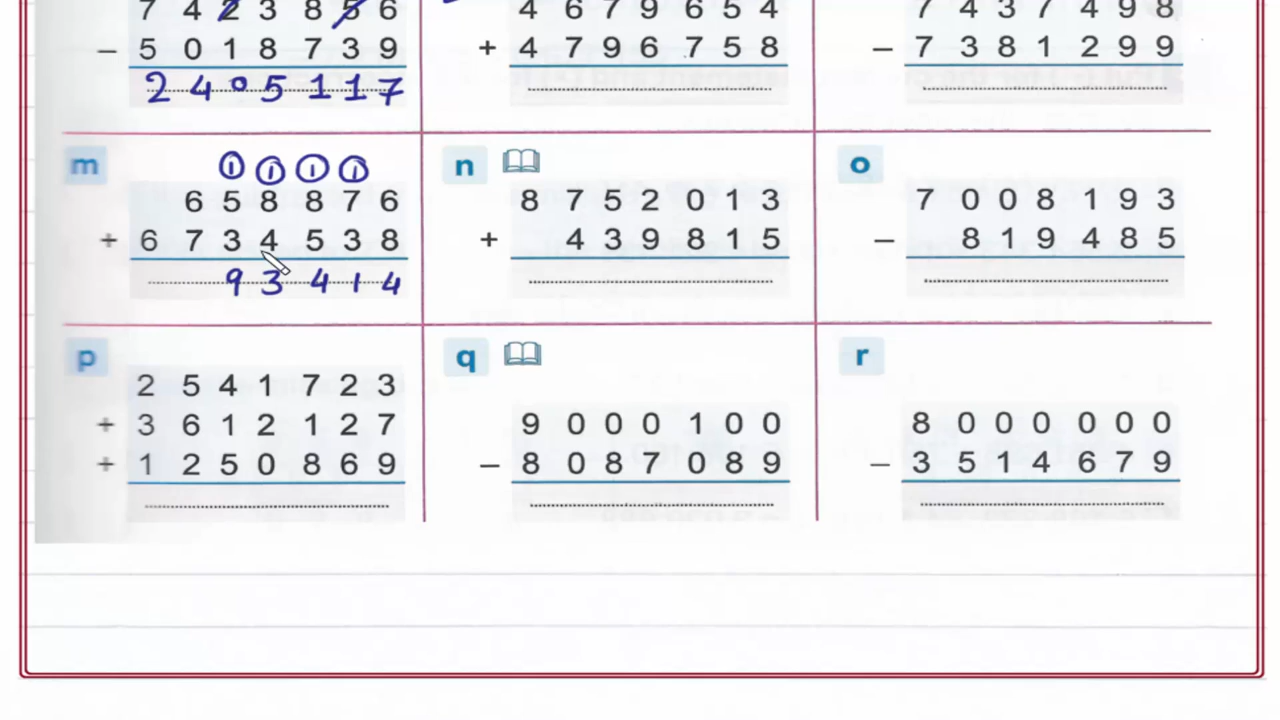 7 4 2 3 8 5 6
− 5 0 1 8 7 3 9
2 4 0 5 1 1 7
4 6 7 9 6 5 4
+ 4 7 9 6 7 5 8
7 4 3 7 4 9 8
− 7 3 8 1 2 9 9
m
1 1 1 1
6 5 8 8 7 6
+ 6 7 3 4 5 3 8
9 3 4 1 4
n
8 7 5 2 0 1 3
+ 4 3 9 8 1 5
o
7 0 0 8 1 9 3
− 8 1 9 4 8 5
p
2 5 4 1 7 2 3
+ 3 6 1 2 1 2 7
+ 1 2 5 0 8 6 9
q
9 0 0 0 1 0 0
− 8 0 8 7 0 8 9
r
8 0 0 0 0 0 0
− 3 5 1 4 6 7 9